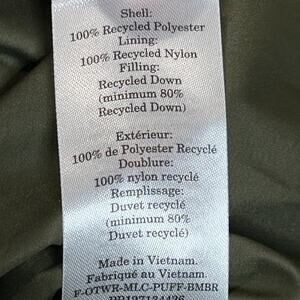 Shell:
100% Recycled Polyester
Lining:
100% Recycled Nylon
Filling:
Recycled Down
(minimum 80%
Recycled Down)
Extérieur:
100% de Polyester Recyclé
Doublure:
100% nylon recyclé
Remplissage:
Duvet recyclé
(minimum 80%
Duvet recyclé)
Made in Vietnam.
Fabriqué au Vietnam.
F-OTWR-MLC-PUFF-BMBR